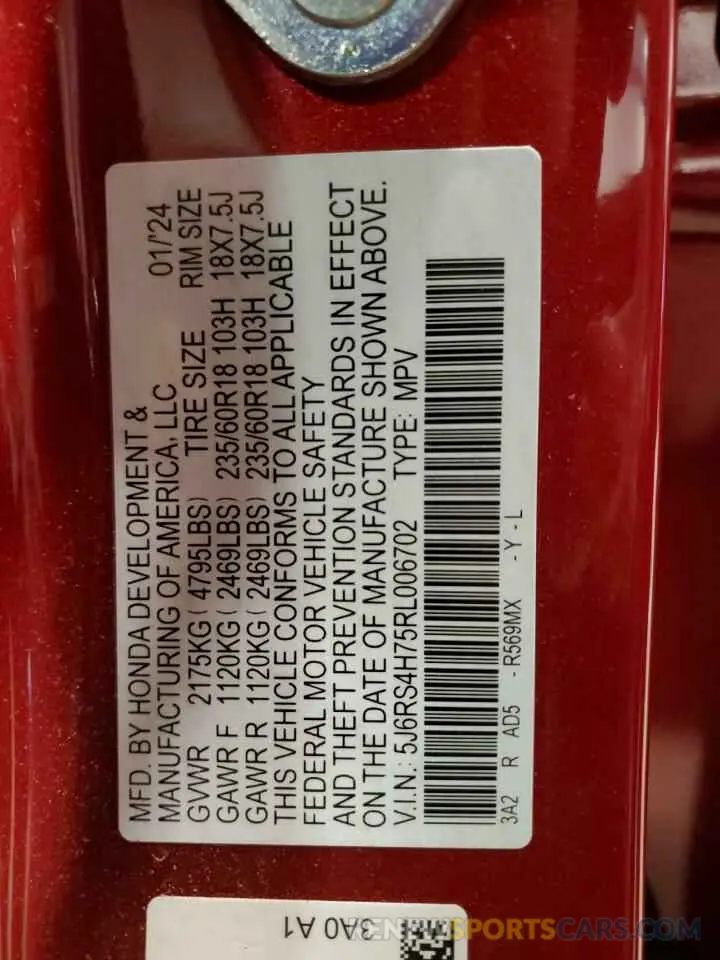 MFD. BY HONDA DEVELOPMENT &
MANUFACTURING OF AMERICA, LLC 01/'24
GVWR 2175KG ( 4795LBS) TIRE SIZE RIM SIZE
GAWR F 1120KG ( 2469LBS) 235/60R18 103H 18X7.5J
GAWR R 1120KG ( 2469LBS) 235/60R18 103H 18X7.5J
THIS VEHICLE CONFORMS TO ALL APPLICABLE
FEDERAL MOTOR VEHICLE SAFETY
AND THEFT PREVENTION STANDARDS IN EFFECT
ON THE DATE OF MANUFACTURE SHOWN ABOVE.
V.I.N.: 5J6RS4H75RL006702 TYPE: MPV
3A2 R AD5 - R569MX - Y - L
3A0 A1
RENEWSPORTSCARS.COM